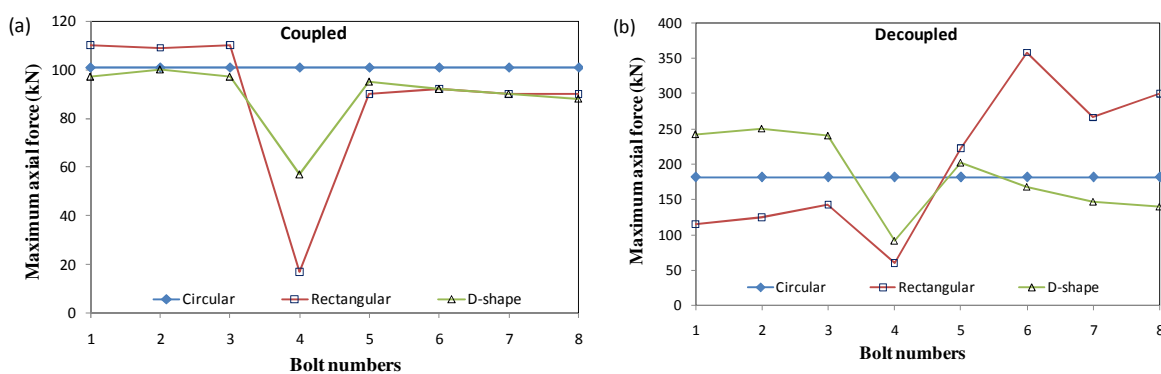 (a)
Coupled
Maximum axial force (kN)
120
100
80
60
40
20
0
Circular Rectangular D-shape
1 2 3 4 5 6 7 8
Bolt numbers
(b)
Decoupled
Maximum axial force (kN)
400
350
300
250
200
150
100
50
0
Circular Rectangular D-shape
1 2 3 4 5 6 7 8
Bolt numbers